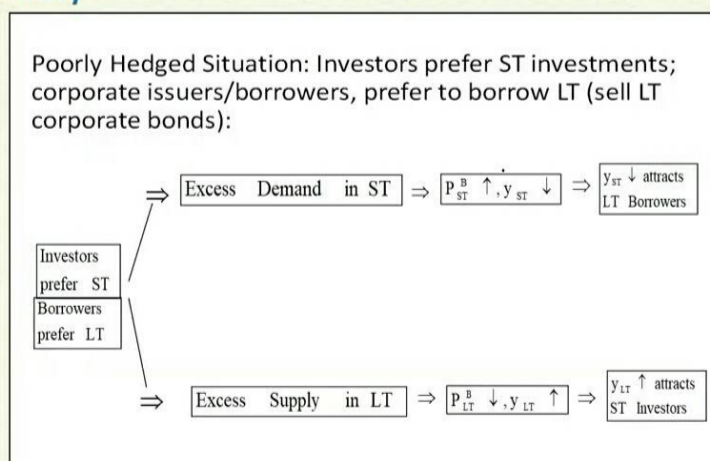 Poorly Hedged Situation: Investors prefer ST investments;
corporate issuers/borrowers, prefer to borrow LT (sell LT
corporate bonds):
⇒ Excess Demand in ST ⇒ P^B_ST ↑, y_ST ↓ ⇒ y_ST ↓ attracts
LT Borrowers
Investors
prefer ST
Borrowers
prefer LT
⇒ Excess Supply in LT ⇒ P^B_LT ↓, y_LT ↑ ⇒ y_LT ↑ attracts
ST Investors